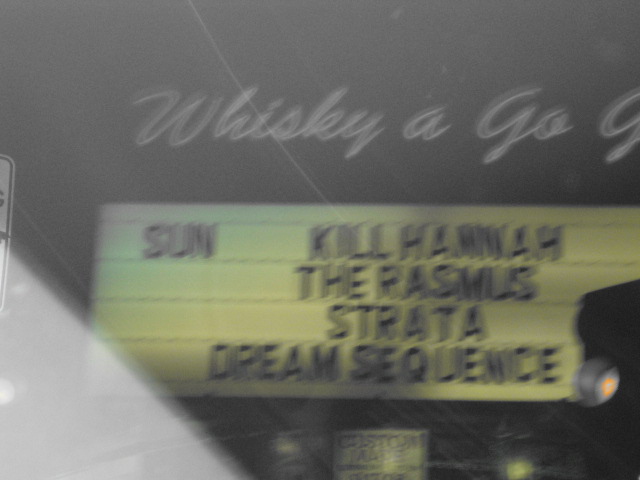 Whisky a Go G
SUN KILL HANNAH
THE RASMUS
STRATA
DREAM SEQUENCE